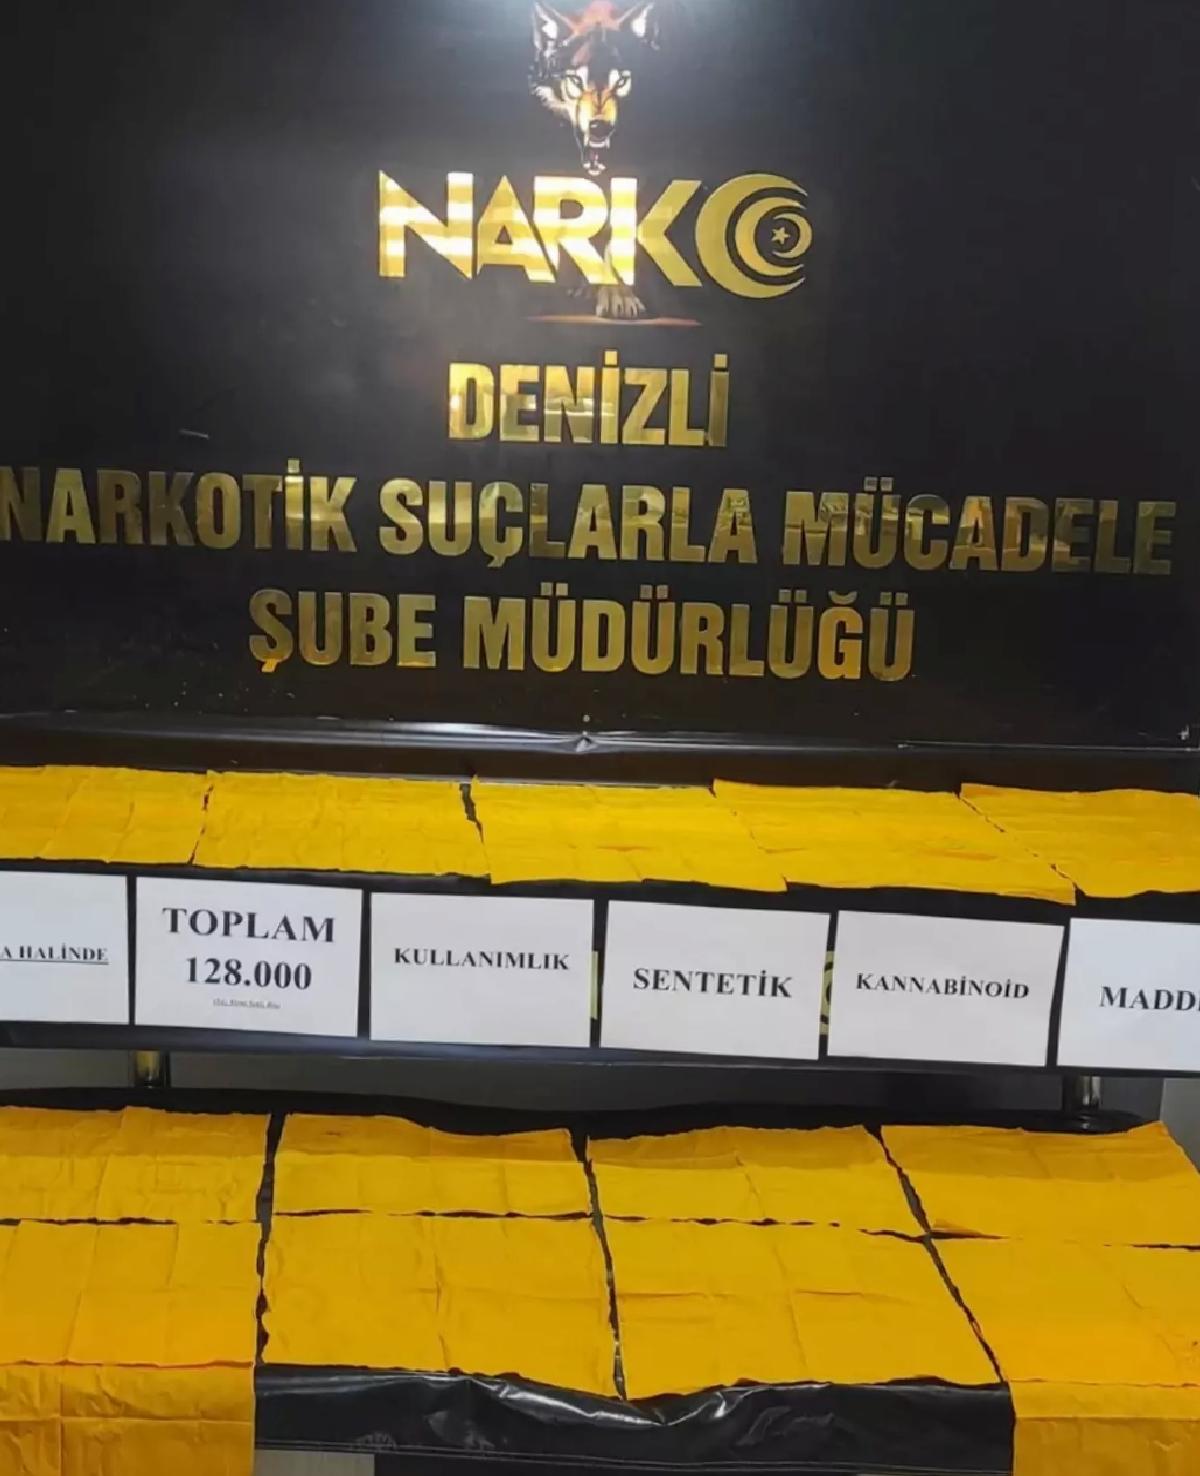 NARKO
DENİZLİ
NARKOTİK SUÇLARLA MÜCADELE
ŞUBE MÜDÜRLÜĞÜ
A HALİNDE
TOPLAM
128.000
KULLANIMLIK
SENTETİK
KANNABİNOİD
MADD